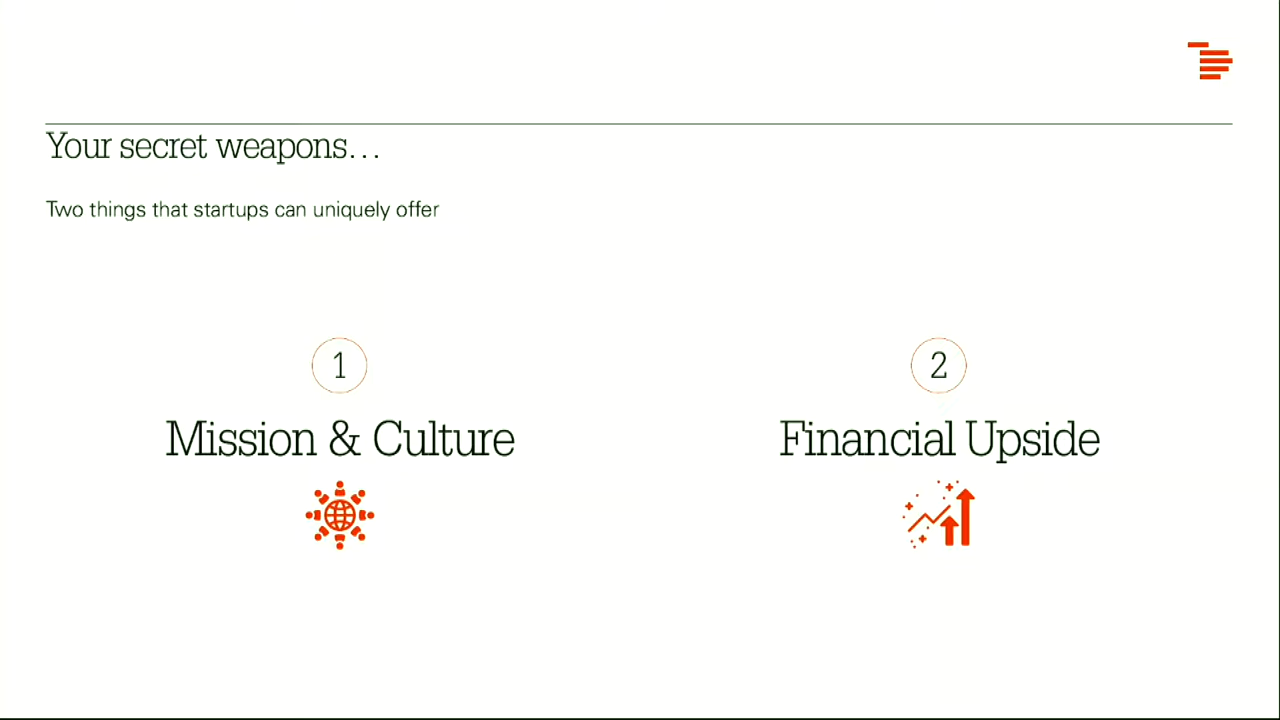 Your secret weapons…
Two things that startups can uniquely offer
1
Mission & Culture
2
Financial Upside